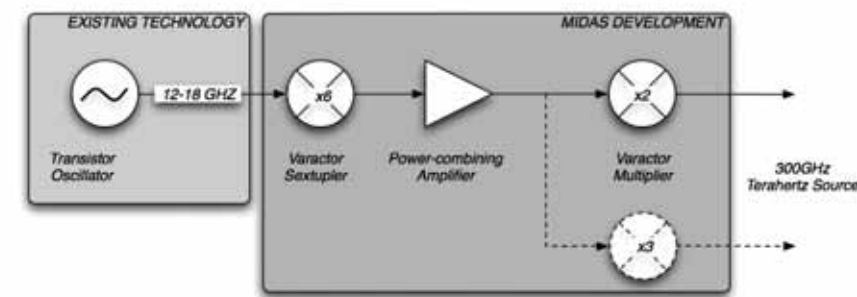 EXISTING TECHNOLOGY
MIDAS DEVELOPMENT
12-18 GHZ
x6
x2
Transistor
Oscillator
Varactor
Sextupler
Power-combining
Amplifier
Varactor
Multiplier
300GHz
Terahertz Source
x3